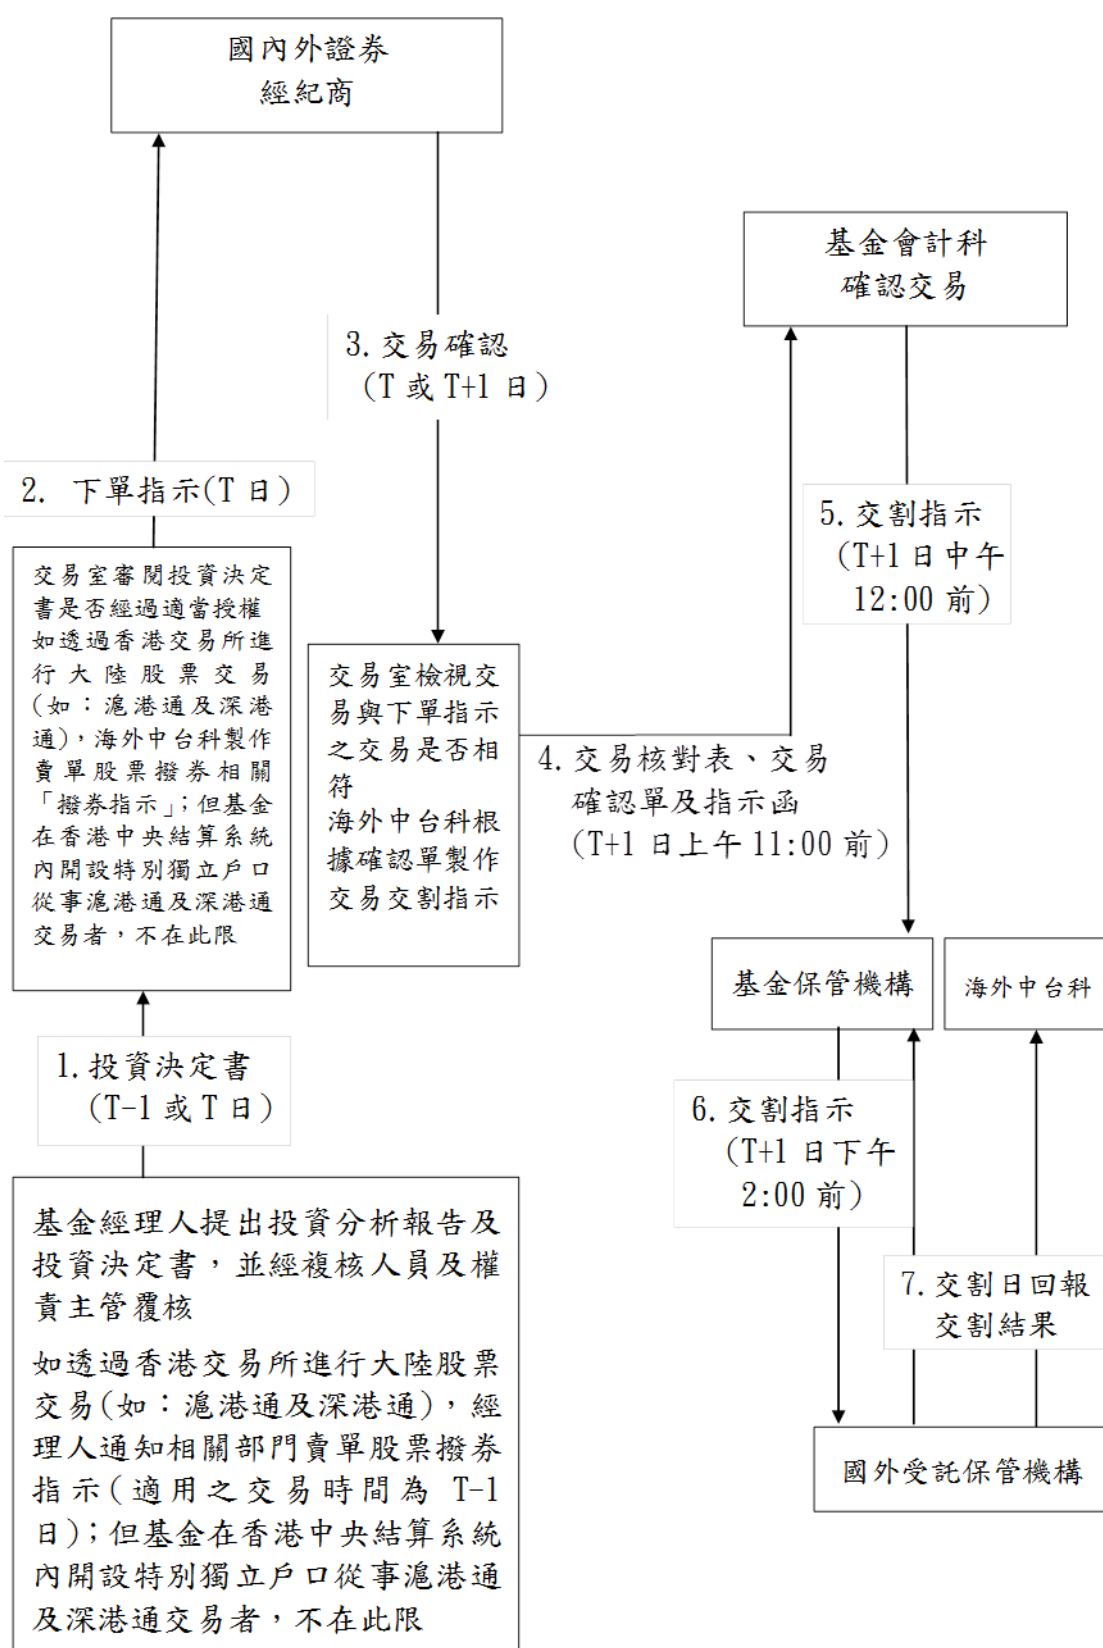 國內外證券
經紀商
基金會計科
確認交易
3.交易確認
(T 或 T+1 日)
2. 下單指示(T 日)
5.交割指示
(T+1 日中午
12:00 前)
交易室審閱投資決定
書是否經過適當授權
如透過香港交易所進
行大陸股票交易
(如：滬港通及深港
通)，海外中台科製作
賣單股票撥券相關
「撥券指示」；但基金
在香港中央結算系統
內開設特別獨立戶口
從事滬港通及深港通
交易者，不在此限
交易室檢視交
易與下單指示
之交易是否相
符
海外中台科根
據確認單製作
交易交割指示
4.交易核對表、交易
確認單及指示函
(T+1 日上午 11:00 前)
基金保管機構
海外中台科
1.投資決定書
(T-1 或 T 日)
6.交割指示
(T+1 日下午
2:00 前)
基金經理人提出投資分析報告及
投資決定書，並經複核人員及權
責主管覆核
如透過香港交易所進行大陸股票
交易(如：滬港通及深港通)，經
理人通知相關部門賣單股票撥券
指示(適用之交易時間為 T-1
日)；但基金在香港中央結算系統
內開設特別獨立戶口從事滬港通
及深港通交易者，不在此限
7.交割日回報
交割結果
國外受託保管機構